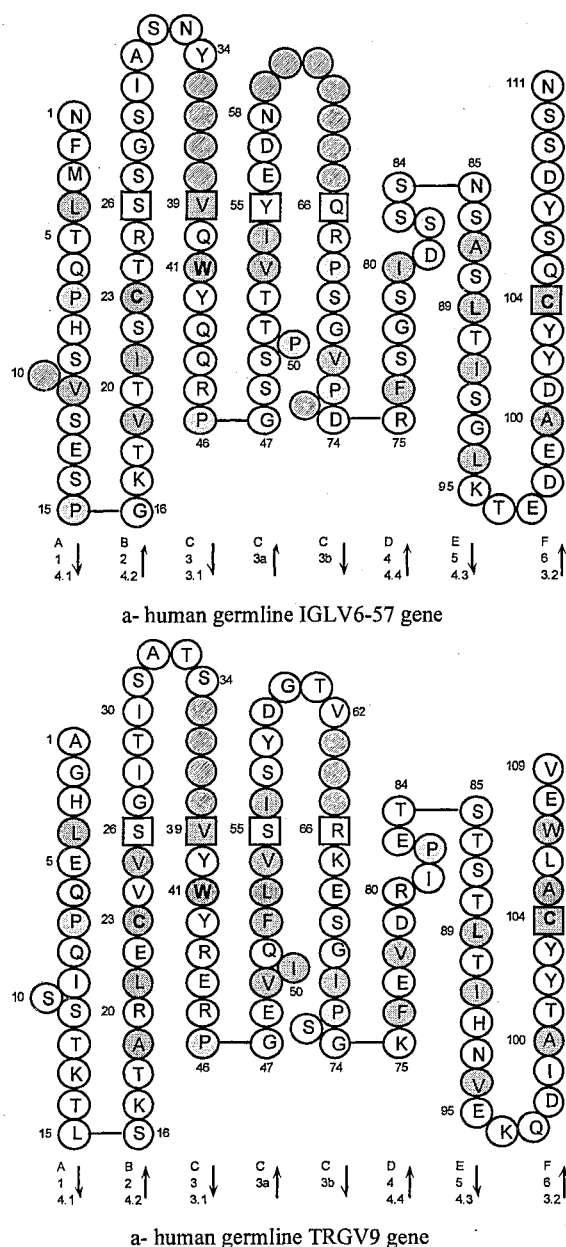 1 N F M L 5 T Q P H S 10 V S E S 15 P
16 G K T V 20 T I S 23 C T R 26 S S G S I A S N 34 Y
39 V Q 41 W Y Q Q R 46 P
47 G S S 50 P T T V I 55 Y E D 58 N
66 Q R P S G V P 74 D
75 R F S G S 80 I D S S 84 S
85 N S A S 89 L T I S G L 95 K T E D E 100 A D Y Y 104 C Q S Y D S S 111 N
A B C C C D E F
1 2 3 3a 3b 4 5 6
4.1 4.2 3.1 4.4 4.3 3.2
a- human germline IGLV6-57 gene
1 A G H L 5 E Q P Q I 10 S S T K T 15 L
16 S K T A 20 R L E 23 C V V 26 S G I T 30 I S A T 34 S
39 V Y 41 W Y R E R 46 P
47 G E V 50 I Q F L V 55 S I S Y D G T 62 V
66 R K E S G I P S 74 G
75 K F E V D 80 R I P E 84 T
85 S T S T 89 L T I H N V 95 E K Q D I 100 A T Y Y 104 C A L W E 109 V
A B C C C D E F
1 2 3 3a 3b 4 5 6
4.1 4.2 3.1 4.4 4.3 3.2
a- human germline TRGV9 gene